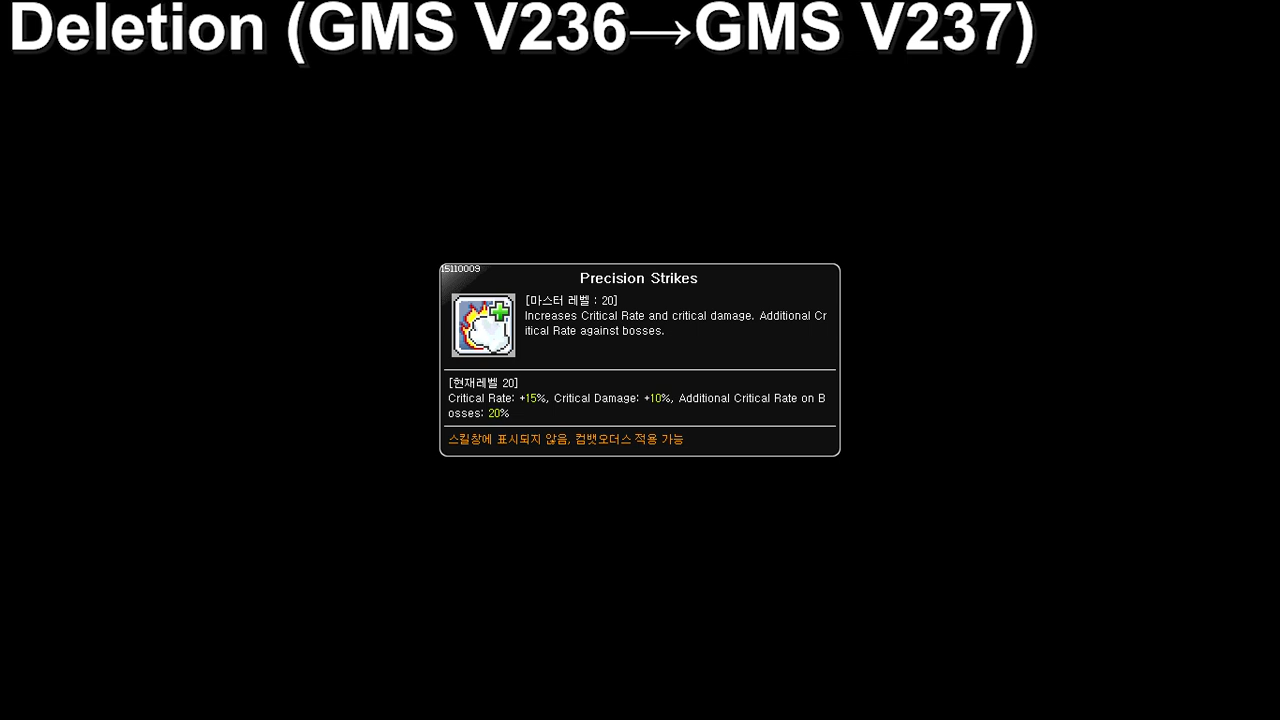 Deletion (GMS V236→GMS V237)
15110009
Precision Strikes
[마스터 레벨 : 20]
Increases Critical Rate and critical damage. Additional Cr
itical Rate against bosses.
[현재레벨 20]
Critical Rate: +15%, Critical Damage: +10%, Additional Critical Rate on B
osses: 20%
스킬창에 표시되지 않음, 컴뱃오더스 적용 가능